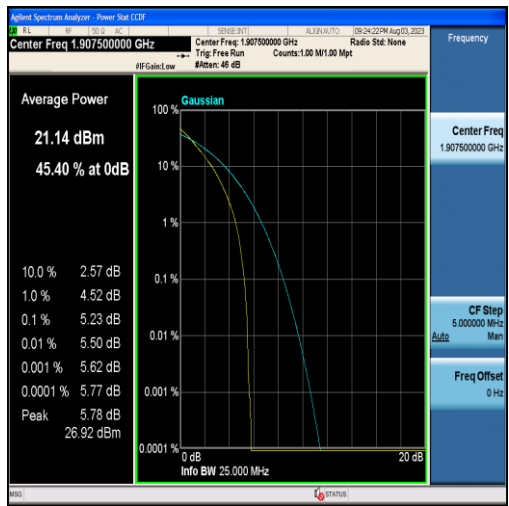 Agilent Spectrum Analyzer - Power Stat CCDF
RL RF 50 Ω AC SENSE:INT ALIGN AUTO 09:24:22 PM Aug 03, 2023
Center Freq 1.907500000 GHz
Center Freq: 1.907500000 GHz Radio Std: None
Trig: Free Run Counts:1.00 M/1.00 Mpt
#IFGain:Low #Atten: 46 dB
Frequency
Average Power
21.14 dBm
45.40 % at 0dB
10.0 % 2.57 dB
1.0 % 4.52 dB
0.1 % 5.23 dB
0.01 % 5.50 dB
0.001 % 5.62 dB
0.0001 % 5.77 dB
Peak 5.78 dB
26.92 dBm
Gaussian
100 %
10 %
1 %
0.1 %
0.01 %
0.001 %
0.0001 %
0 dB 20 dB
Info BW 25.000 MHz
Center Freq
1.907500000 GHz
CF Step
5.000000 MHz
Auto Man
Freq Offset
0 Hz
MSG STATUS